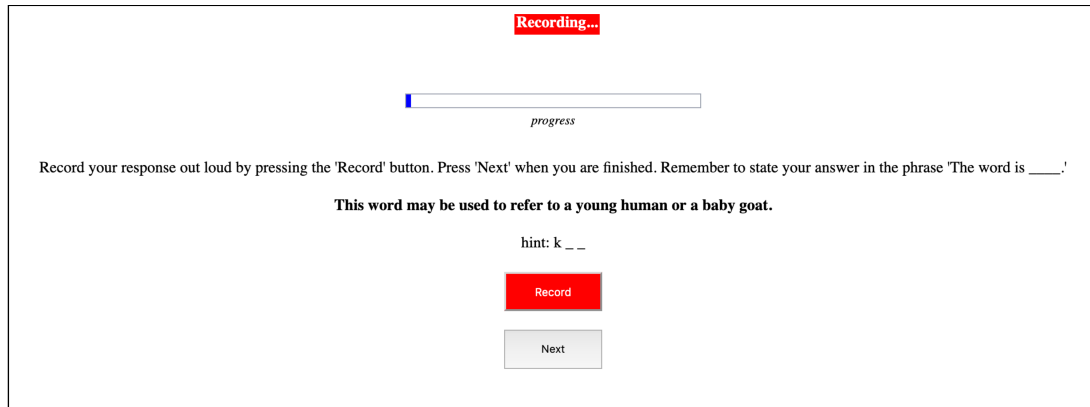 Recording...
progress
Record your response out loud by pressing the 'Record' button. Press 'Next' when you are finished. Remember to state your answer in the phrase 'The word is ____.'
This word may be used to refer to a young human or a baby goat.
hint: k _ _
Record
Next